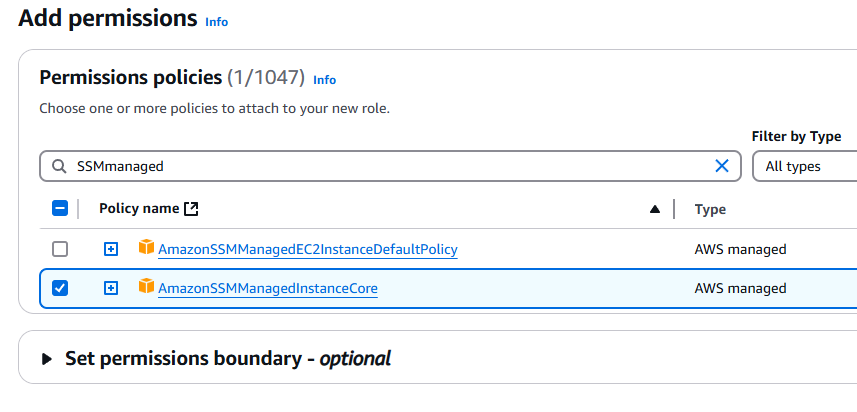 Add permissions Info
Permissions policies (1/1047) Info
Choose one or more policies to attach to your new role.
Filter by Type
SSMmanaged
All types
Policy name
Type
AmazonSSMManagedEC2InstanceDefaultPolicy
AWS managed
AmazonSSMManagedInstanceCore
AWS managed
Set permissions boundary - optional